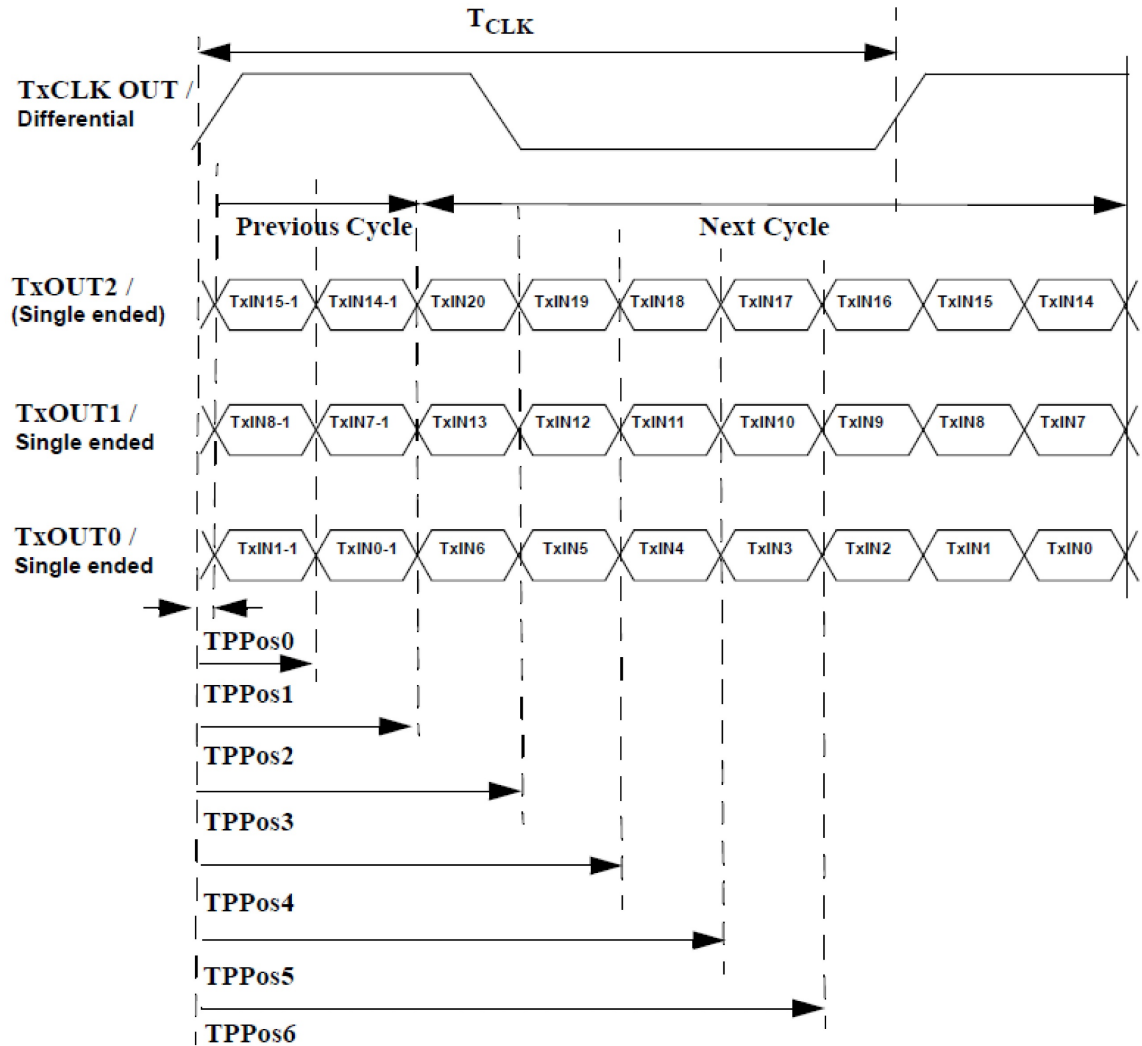 TCLK
TxCLK OUT /
Differential
Previous Cycle
Next Cycle
TxOUT2 /
(Single ended)
TxIN15-1 TxIN14-1 TxIN20 TxIN19 TxIN18 TxIN17 TxIN16 TxIN15 TxIN14
TxOUT1 /
Single ended
TxIN8-1 TxIN7-1 TxIN13 TxIN12 TxIN11 TxIN10 TxIN9 TxIN8 TxIN7
TxOUT0 /
Single ended
TxIN1-1 TxIN0-1 TxIN6 TxIN5 TxIN4 TxIN3 TxIN2 TxIN1 TxIN0
TPPos0
TPPos1
TPPos2
TPPos3
TPPos4
TPPos5
TPPos6